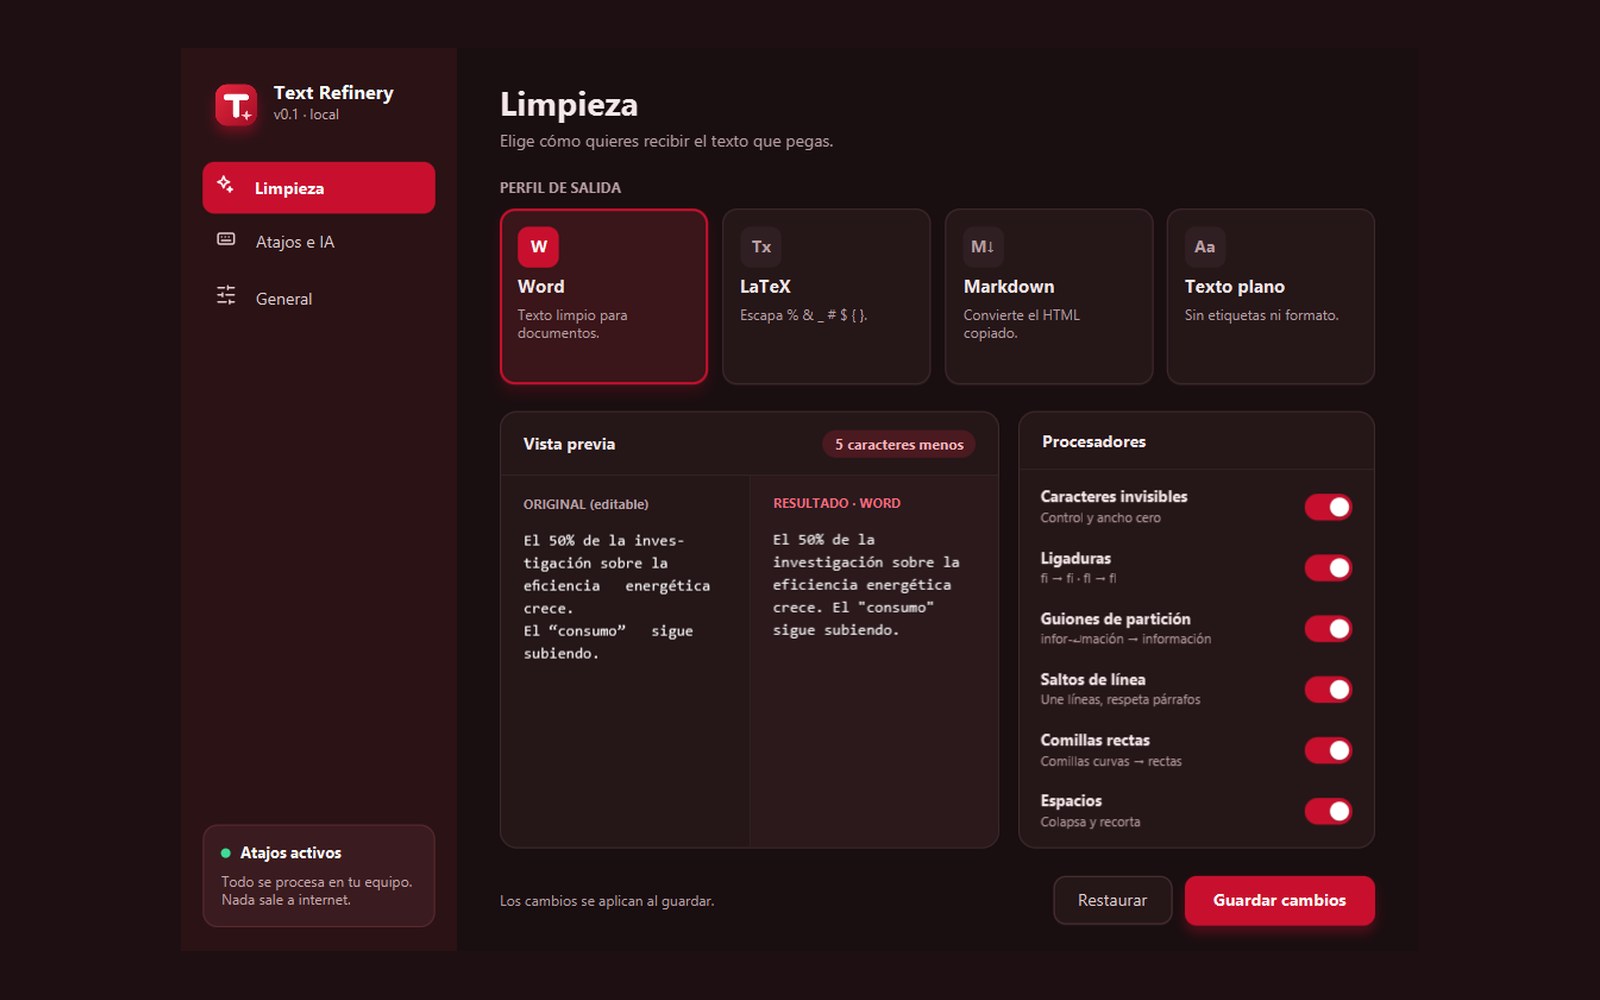 Text Refinery
v0.1 · local
Limpieza
Atajos e IA
General
Atajos activos
Todo se procesa en tu equipo.
Nada sale a internet.
Limpieza
Elige cómo quieres recibir el texto que pegas.
PERFIL DE SALIDA
W
Word
Texto limpio para
documentos.
Tx
LaTeX
Escapa % & _ # $ { }.
M↓
Markdown
Convierte el HTML
copiado.
Aa
Texto plano
Sin etiquetas ni formato.
Vista previa
5 caracteres menos
ORIGINAL (editable)
El 50% de la inves-
tigación sobre la
eficiencia   energética
crece.
El “consumo”   sigue
subiendo.
RESULTADO · WORD
El 50% de la
investigación sobre la
eficiencia energética
crece. El "consumo"
sigue subiendo.
Procesadores
Caracteres invisibles
Control y ancho cero
Ligaduras
ﬁ → fi · ﬂ → fl
Guiones de partición
infor-↵mación → información
Saltos de línea
Une líneas, respeta párrafos
Comillas rectas
Comillas curvas → rectas
Espacios
Colapsa y recorta
Los cambios se aplican al guardar.
Restaurar
Guardar cambios